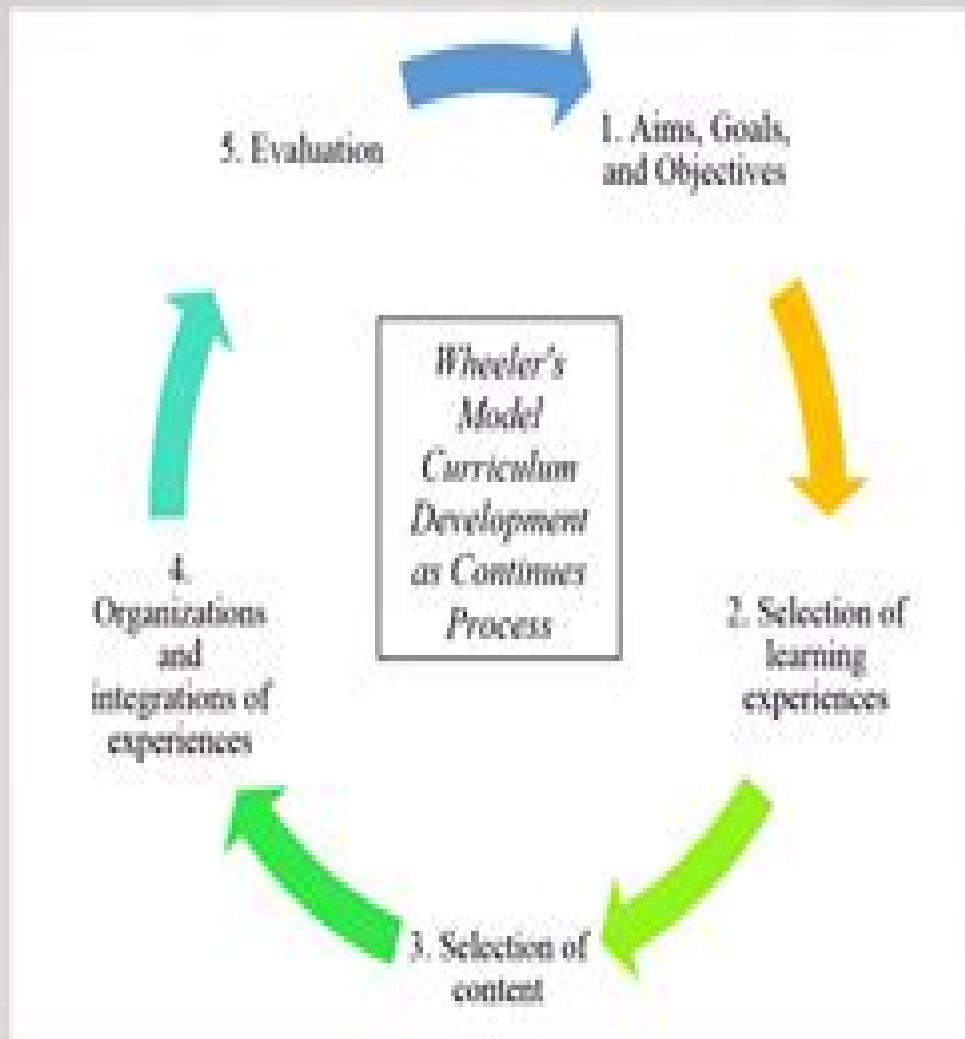 5. Evaluation
1. Aims, Goals,
and Objectives
Wheeler's
Model
Curriculum
Development
as Continues
Process
2. Selection of
learning
experiences
3. Selection of
content
4.
Organizations
and
integrations of
experiences